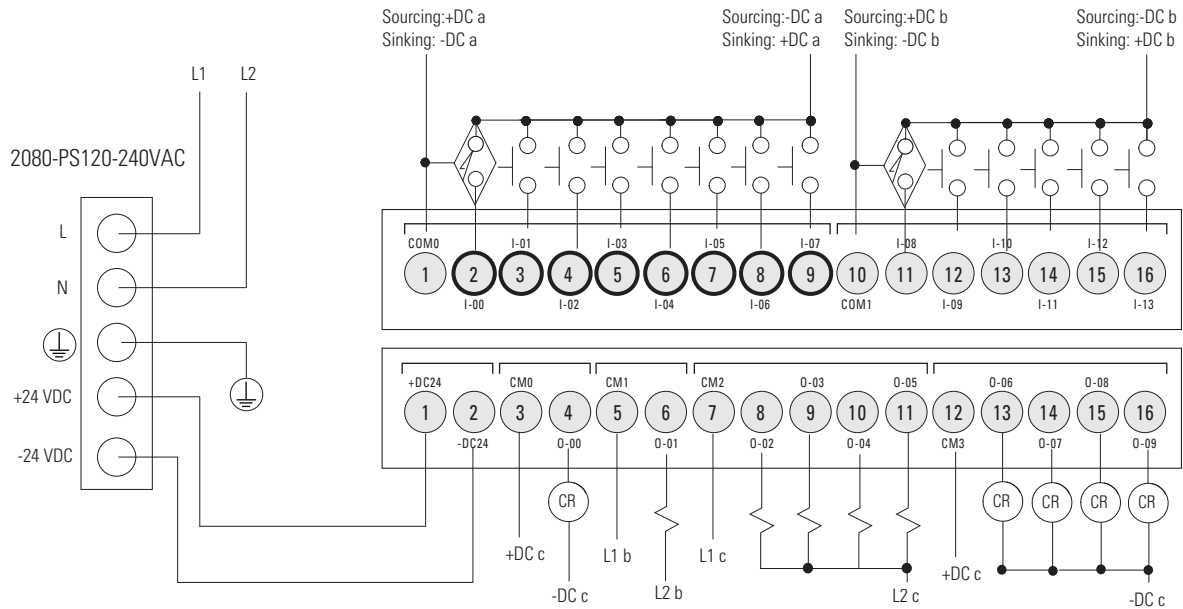 Sourcing:+DC a
Sinking: -DC a
Sourcing:-DC a
Sinking: +DC a
Sourcing:+DC b
Sinking: -DC b
Sourcing:-DC b
Sinking: +DC b
L1 L2
2080-PS120-240VAC
L
N
+24 VDC
-24 VDC
COM0 I-01 I-03 I-05 I-07 I-08 I-10 I-12
1 2 3 4 5 6 7 8 9 10 11 12 13 14 15 16
I-00 I-02 I-04 I-06 COM1 I-09 I-11 I-13
+DC24 CM0 CM1 CM2 O-03 O-05 O-06 O-08
1 2 3 4 5 6 7 8 9 10 11 12 13 14 15 16
-DC24 O-00 O-01 O-02 O-04 CM3 O-07 O-09
CR CR CR CR CR
+DC c L1 b L1 c +DC c
-DC c L2 b L2 c -DC c